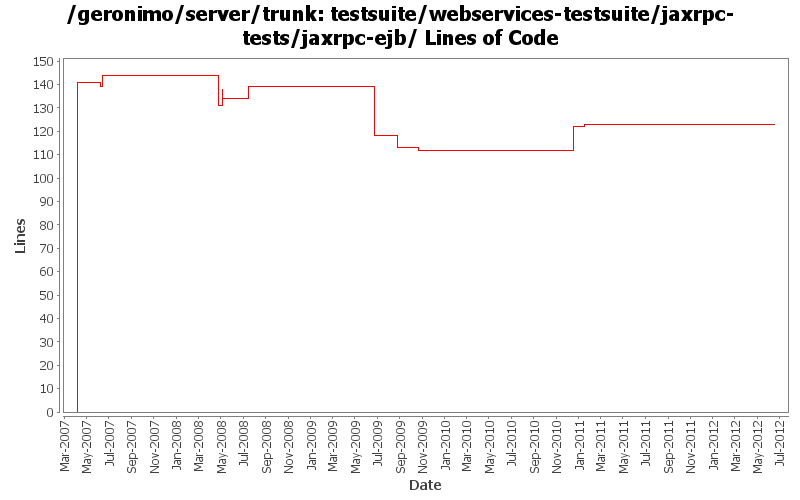 /geronimo/server/trunk: testsuite/webservices-testsuite/jaxrpc-
tests/jaxrpc-ejb/ Lines of Code
150
140
130
120
110
100
90
80
70
60
50
40
30
20
10
0
Lines
Mar-2007
May-2007
Jul-2007
Sep-2007
Nov-2007
Jan-2008
Mar-2008
May-2008
Jul-2008
Sep-2008
Nov-2008
Jan-2009
Mar-2009
May-2009
Jul-2009
Sep-2009
Nov-2009
Jan-2010
Mar-2010
May-2010
Jul-2010
Sep-2010
Nov-2010
Jan-2011
Mar-2011
May-2011
Jul-2011
Sep-2011
Nov-2011
Jan-2012
Mar-2012
May-2012
Jul-2012
Date